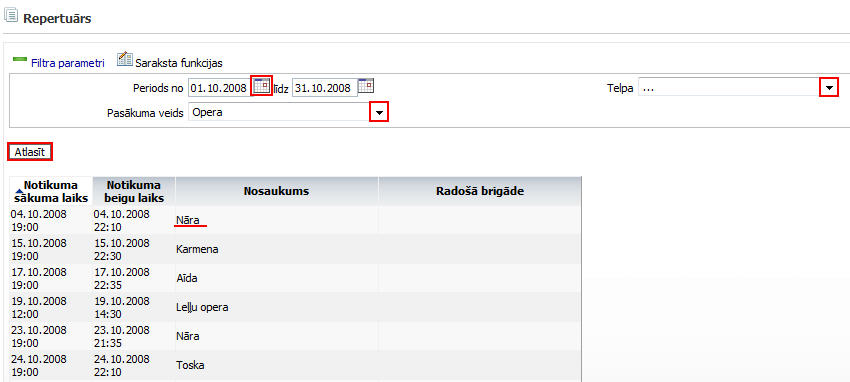 Repertuārs
Filtra parametri Saraksta funkcijas
Periods no 01.10.2008 līdz 31.10.2008 Telpa ...
Pasākuma veids Opera
Atlasīt
Notikuma sākuma laiks Notikuma beigu laiks Nosaukums Radošā brigāde
04.10.2008 19:00 04.10.2008 22:10 Nāra
15.10.2008 19:00 15.10.2008 22:30 Karmena
17.10.2008 19:00 17.10.2008 22:35 Aīda
19.10.2008 12:00 19.10.2008 14:30 Leļļu opera
23.10.2008 19:00 23.10.2008 21:35 Nāra
24.10.2008 19:00 24.10.2008 22:10 Toska